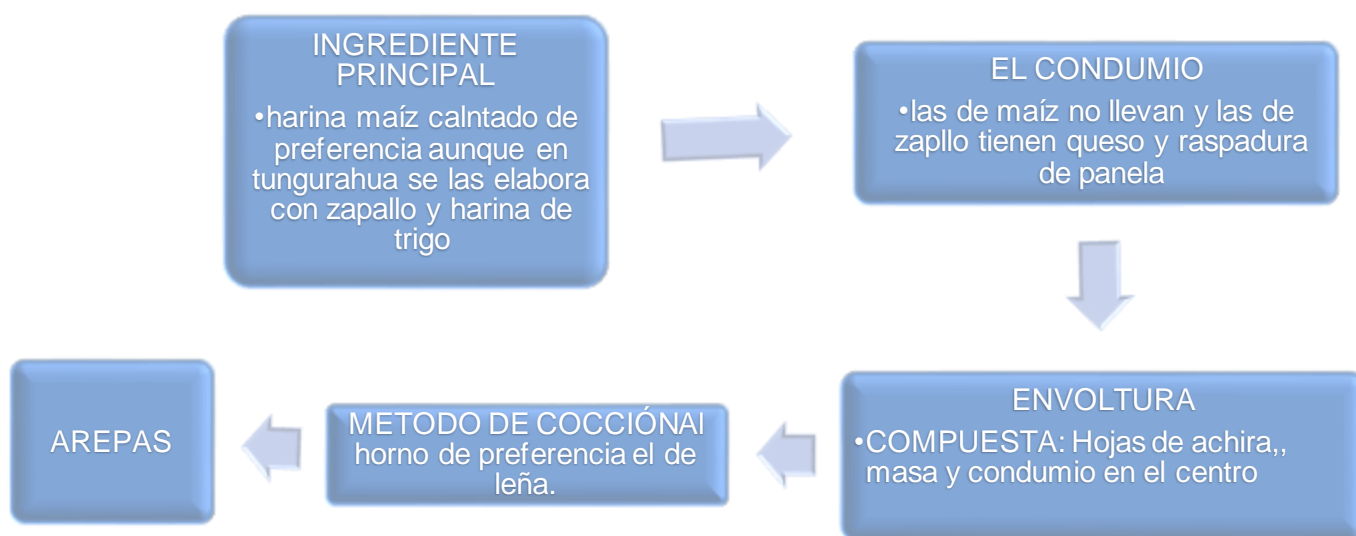 INGREDIENTE
PRINCIPAL
•harina maíz calntado de
preferencia aunque en
tungurahua se las elabora
con zapallo y harina de
trigo
EL CONDUMIO
•las de maíz no llevan y las de
zapllo tienen queso y raspadura
de panela
ENVOLTURA
•COMPUESTA: Hojas de achira,,
masa y condumio en el centro
METODO DE COCCIÓNAl
horno de preferencia el de
leña.
AREPAS